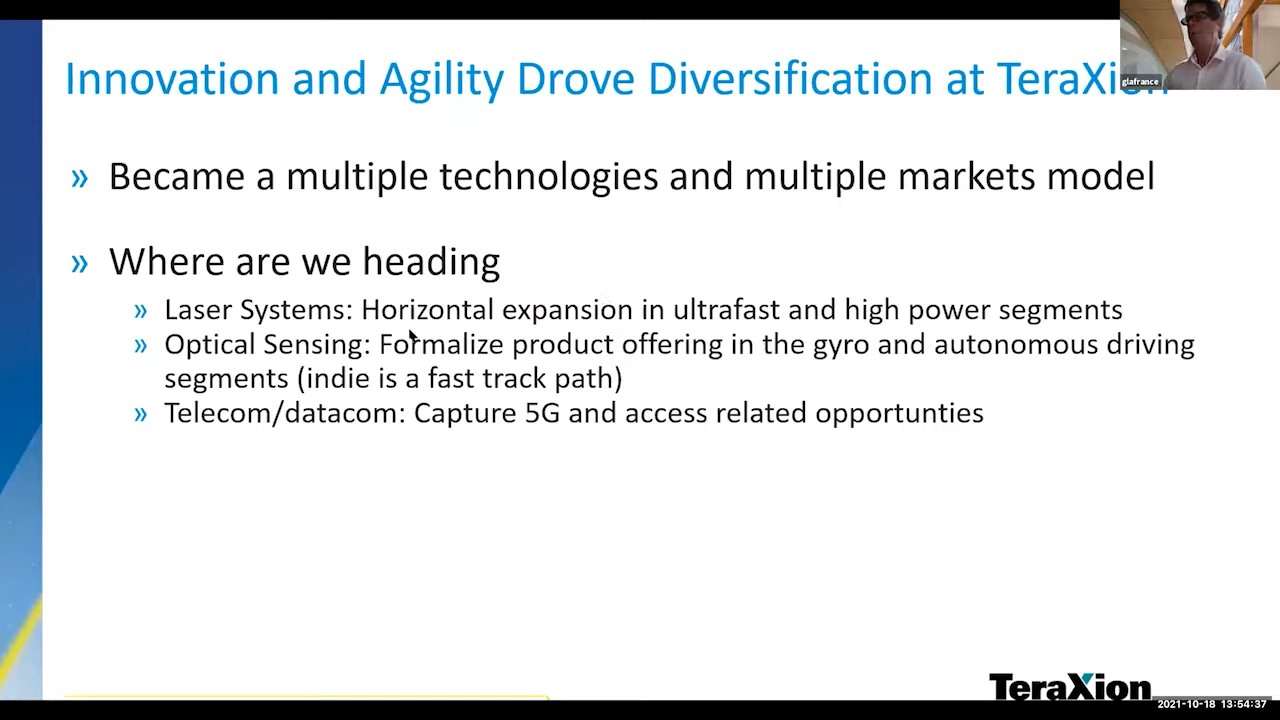 Innovation and Agility Drove Diversification at TeraXion
glafrance
» Became a multiple technologies and multiple markets model
» Where are we heading
» Laser Systems: Horizontal expansion in ultrafast and high power segments
» Optical Sensing: Formalize product offering in the gyro and autonomous driving
segments (indie is a fast track path)
» Telecom/datacom: Capture 5G and access related opportunties
TeraXion
2021-10-18 13:54:37